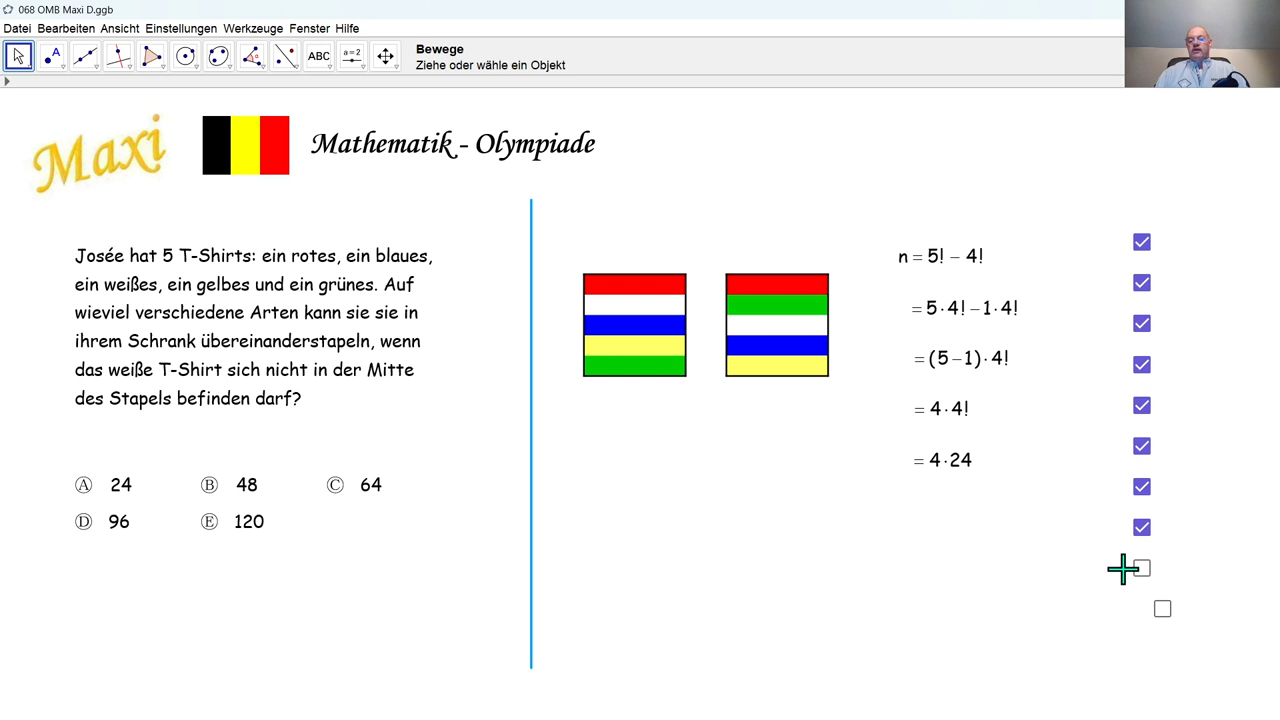 068 OMB Maxi D.ggb
Datei Bearbeiten Ansicht Einstellungen Werkzeuge Fenster Hilfe
A
ABC
a=2
Bewege
Ziehe oder wähle ein Objekt
Maxi
Mathematik - Olympiade
Josée hat 5 T-Shirts: ein rotes, ein blaues,
ein weißes, ein gelbes und ein grünes. Auf
wieviel verschiedene Arten kann sie sie in
ihrem Schrank übereinanderstapeln, wenn
das weiße T-Shirt sich nicht in der Mitte
des Stapels befinden darf?
Ⓐ 24 Ⓑ 48 Ⓒ 64
Ⓓ 96 Ⓔ 120
n = 5! - 4!
= 5·4! - 1·4!
= (5-1)·4!
= 4·4!
= 4·24